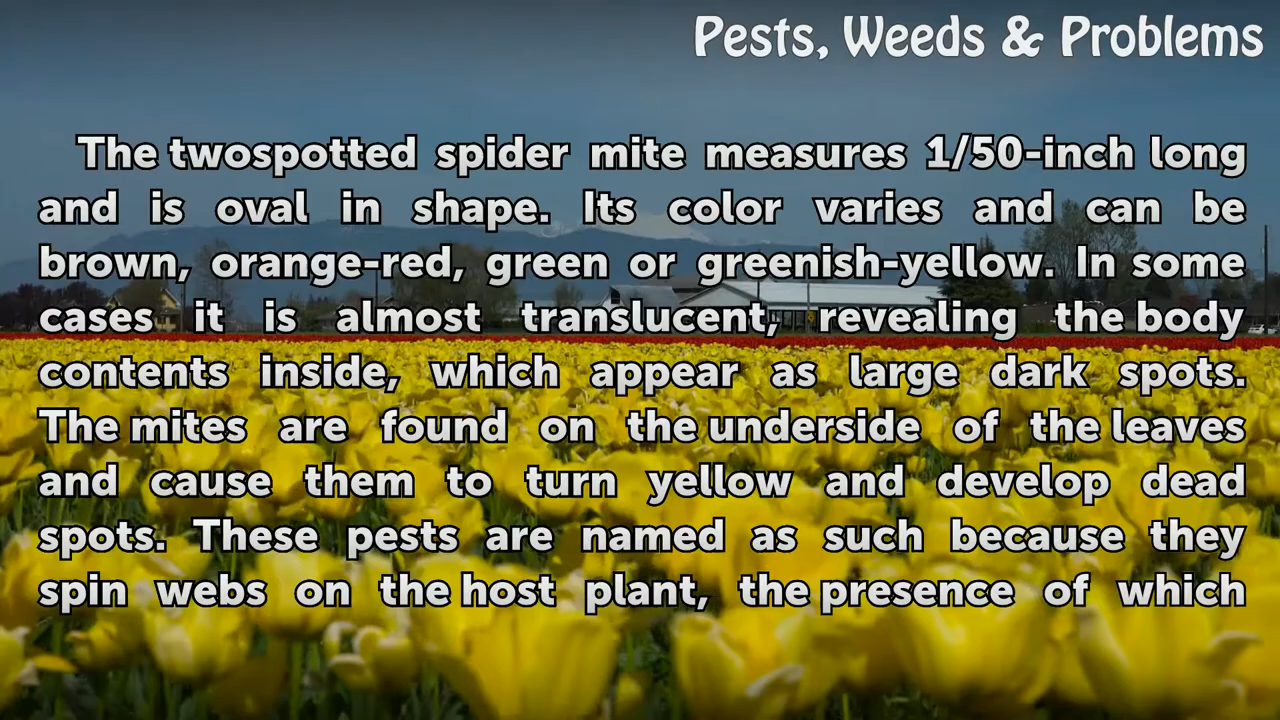 Pests, Weeds & Problems
The twospotted spider mite measures 1/50-inch long
and is oval in shape. Its color varies and can be
brown, orange-red, green or greenish-yellow. In some
cases it is almost translucent, revealing the body
contents inside, which appear as large dark spots.
The mites are found on the underside of the leaves
and cause them to turn yellow and develop dead
spots. These pests are named as such because they
spin webs on the host plant, the presence of which